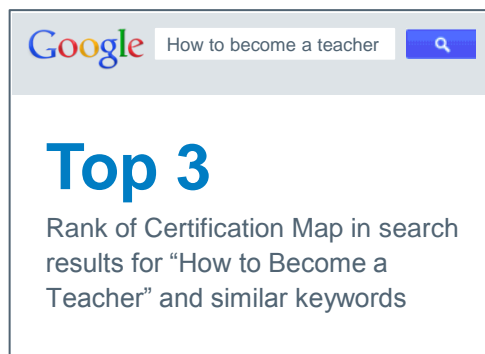 Google How to become a teacher
Top 3
Rank of Certification Map in search
results for “How to Become a
Teacher” and similar keywords